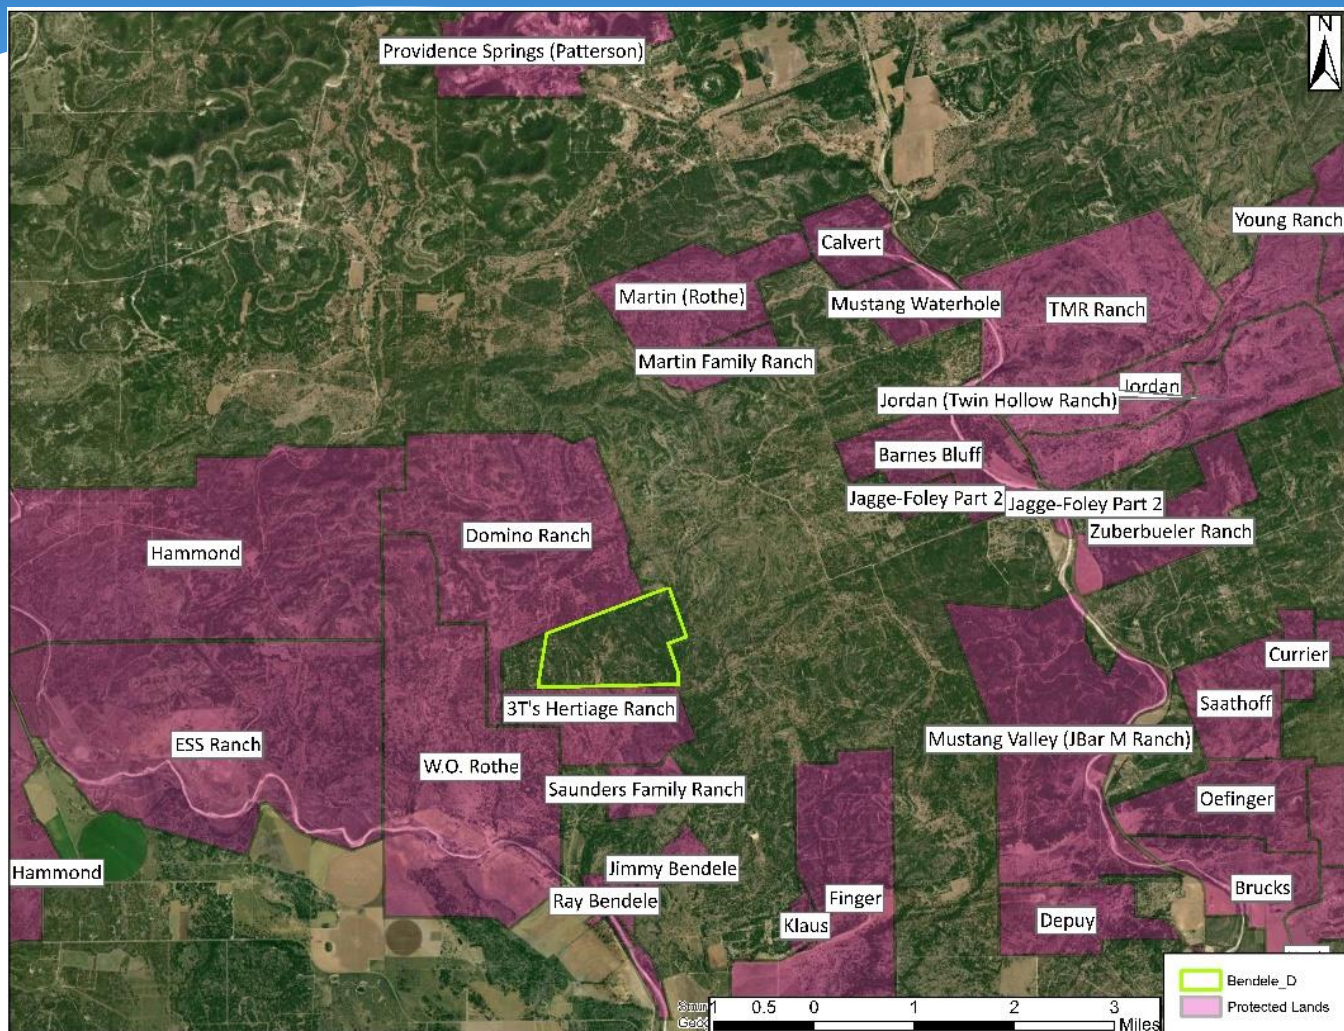 Providence Springs (Patterson)
N
Young Ranch
Calvert
Martin (Rothe)
Mustang Waterhole
TMR Ranch
Martin Family Ranch
Jordan
Jordan (Twin Hollow Ranch)
Barnes Bluff
Jagge-Foley Part 2
Jagge-Foley Part 2
Zuberbueler Ranch
Domino Ranch
Hammond
Currier
Saathoff
3T's Hertiage Ranch
ESS Ranch
Mustang Valley (JBar M Ranch)
W.O. Rothe
Saunders Family Ranch
Oefinger
Hammond
Jimmy Bendele
Brucks
Ray Bendele
Finger
Klaus
Depuy
Bendele_D
Protected Lands
1 0.5 0 1 2 3
Miles